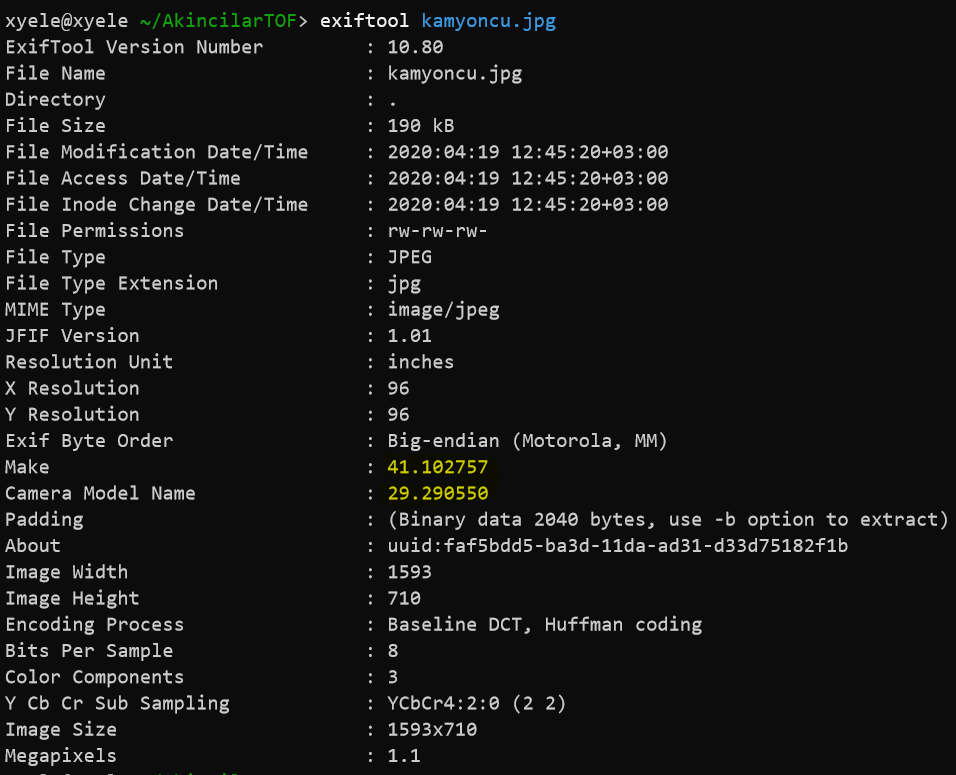 xyele@xyele ~/AkincilarTOF> exiftool kamyoncu.jpg
ExifTool Version Number : 10.80
File Name : kamyoncu.jpg
Directory : .
File Size : 190 kB
File Modification Date/Time : 2020:04:19 12:45:20+03:00
File Access Date/Time : 2020:04:19 12:45:20+03:00
File Inode Change Date/Time : 2020:04:19 12:45:20+03:00
File Permissions : rw-rw-rw-
File Type : JPEG
File Type Extension : jpg
MIME Type : image/jpeg
JFIF Version : 1.01
Resolution Unit : inches
X Resolution : 96
Y Resolution : 96
Exif Byte Order : Big-endian (Motorola, MM)
Make : 41.102757
Camera Model Name : 29.290550
Padding : (Binary data 2040 bytes, use -b option to extract)
About : uuid:faf5bdd5-ba3d-11da-ad31-d33d75182f1b
Image Width : 1593
Image Height : 710
Encoding Process : Baseline DCT, Huffman coding
Bits Per Sample : 8
Color Components : 3
Y Cb Cr Sub Sampling : YCbCr4:2:0 (2 2)
Image Size : 1593x710
Megapixels : 1.1